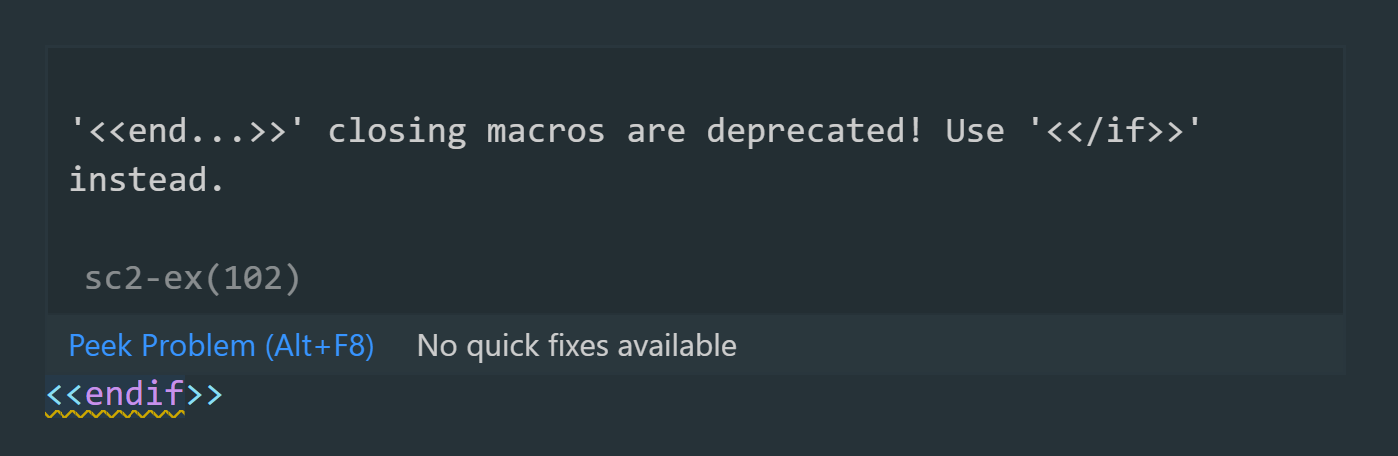 '<<end...>>' closing macros are deprecated! Use '<</if>>'
instead.
sc2-ex(102)
Peek Problem (Alt+F8) No quick fixes available
<<endif>>